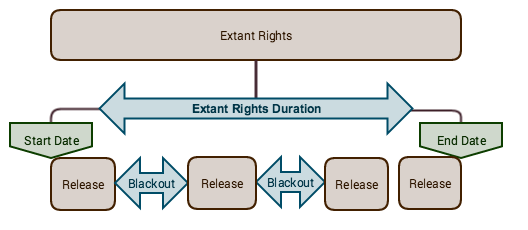 Extant Rights
Extant Rights Duration
Start Date
End Date
Release
Blackout
Release
Blackout
Release
Release